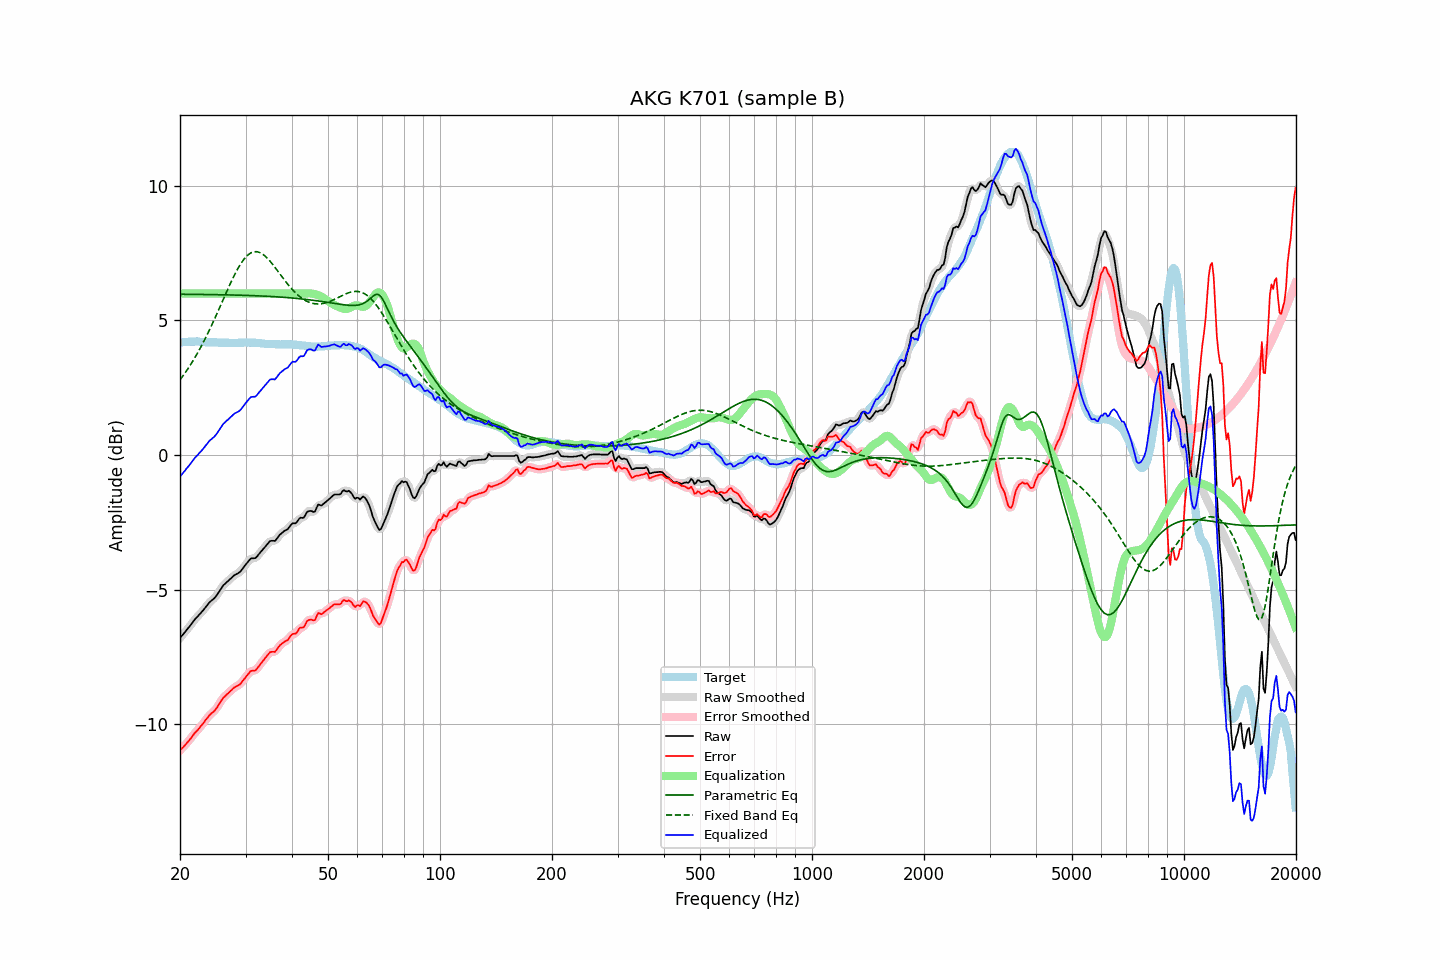 AKG K701 (sample B)
Amplitude (dBr)
10
5
0
−5
−10
Target
Raw Smoothed
Error Smoothed
Raw
Error
Equalization
Parametric Eq
Fixed Band Eq
Equalized
20 50 100 200 500 1000 2000 5000 10000 20000
Frequency (Hz)